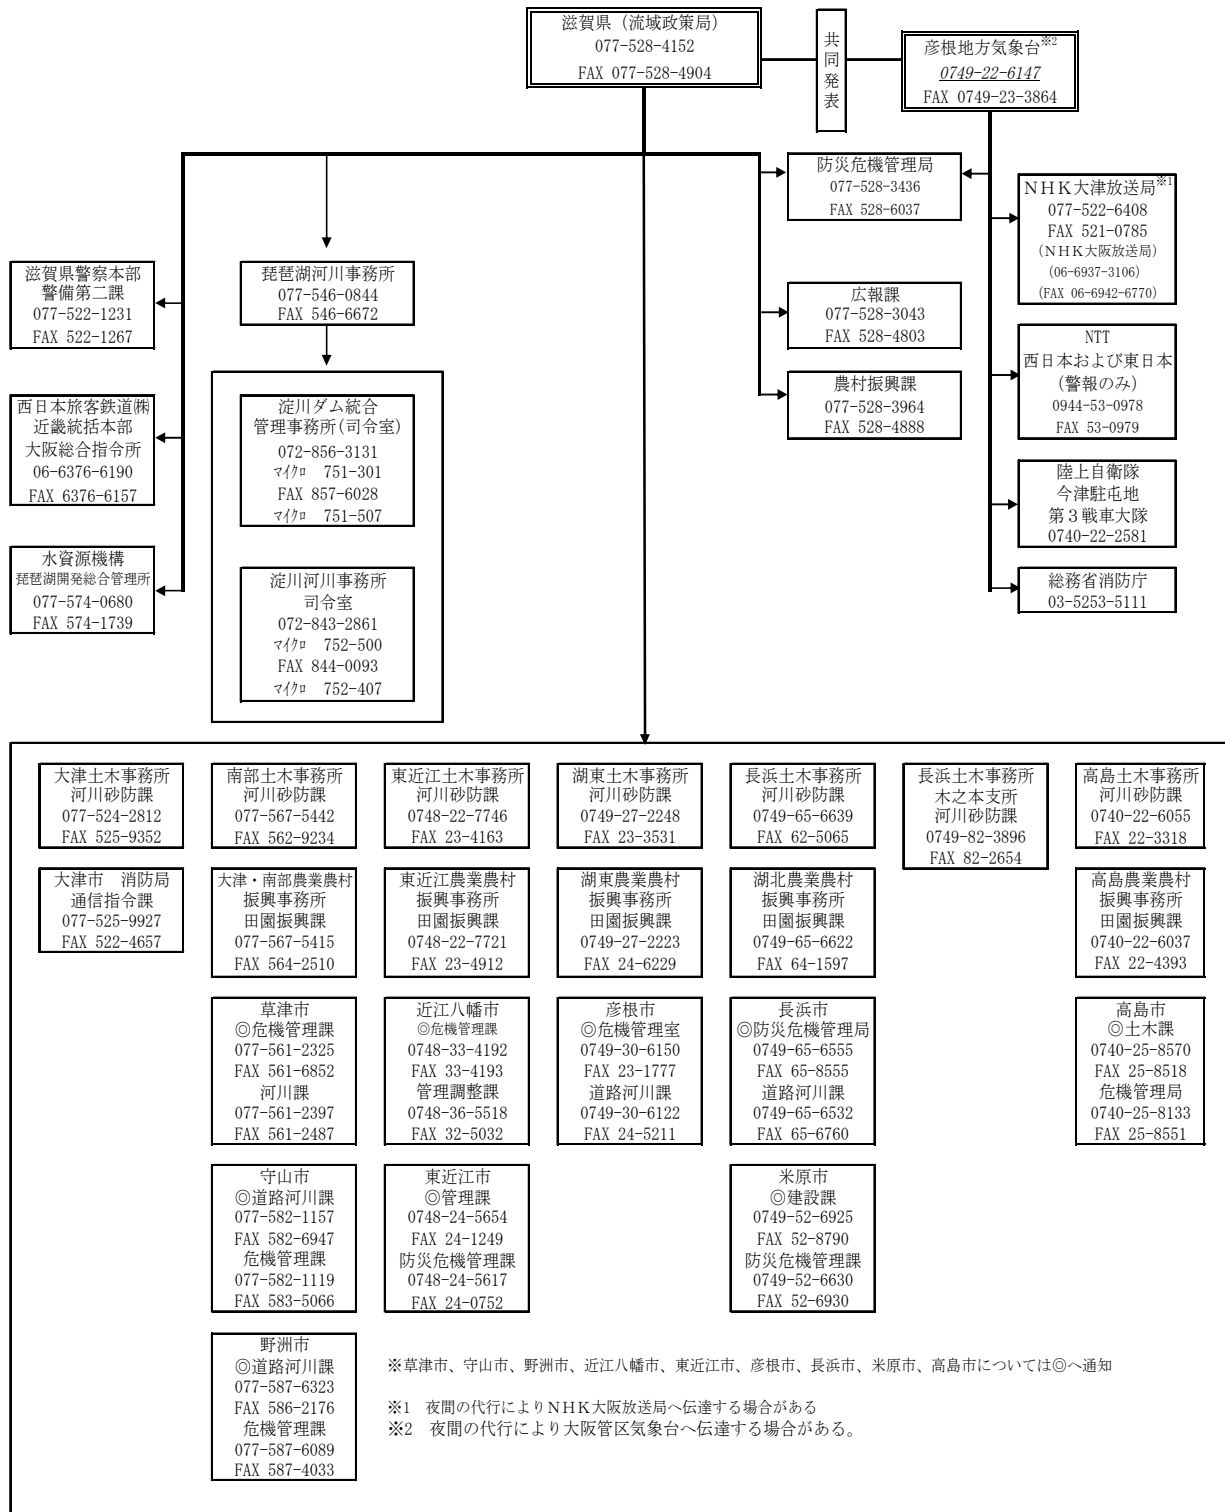 滋賀県（流域政策局）
077-528-4152
FAX 077-528-4904
共同発表
彦根地方気象台※2
0749-22-6147
FAX 0749-23-3864
防災危機管理局
077-528-3436
FAX 528-6037
NHK大津放送局※1
077-522-6408
FAX 521-0785
(NHK大阪放送局)
(06-6937-3106)
(FAX 06-6942-6770)
滋賀県警察本部
警備第二課
077-522-1231
FAX 522-1267
琵琶湖河川事務所
077-546-0844
FAX 546-6672
広報課
077-528-3043
FAX 528-4803
NTT
西日本および東日本
(警報のみ)
0944-53-0978
FAX 53-0979
農村振興課
077-528-3964
FAX 528-4888
西日本旅客鉄道㈱
近畿統括本部
大阪総合指令所
06-6376-6190
FAX 6376-6157
淀川ダム統合
管理事務所(司令室)
072-856-3131
ﾏｲｸﾛ 751-301
FAX 857-6028
ﾏｲｸﾛ 751-507
陸上自衛隊
今津駐屯地
第３戦車大隊
0740-22-2581
水資源機構
琵琶湖開発総合管理所
077-574-0680
FAX 574-1739
淀川河川事務所
司令室
072-843-2861
ﾏｲｸﾛ 752-500
FAX 844-0093
ﾏｲｸﾛ 752-407
総務省消防庁
03-5253-5111
大津土木事務所
河川砂防課
077-524-2812
FAX 525-9352
南部土木事務所
河川砂防課
077-567-5442
FAX 562-9234
東近江土木事務所
河川砂防課
0748-22-7746
FAX 23-4163
湖東土木事務所
河川砂防課
0749-27-2248
FAX 23-3531
長浜土木事務所
河川砂防課
0749-65-6639
FAX 62-5065
長浜土木事務所
木之本支所
河川砂防課
0749-82-3896
FAX 82-2654
高島土木事務所
河川砂防課
0740-22-6055
FAX 22-3318
大津市　消防局
通信指令課
077-525-9927
FAX 522-4657
大津・南部農業農村
振興事務所
田園振興課
077-567-5415
FAX 564-2510
東近江農業農村
振興事務所
田園振興課
0748-22-7721
FAX 23-4912
湖東農業農村
振興事務所
田園振興課
0749-27-2223
FAX 24-6229
湖北農業農村
振興事務所
田園振興課
0749-65-6622
FAX 64-1597
高島農業農村
振興事務所
田園振興課
0740-22-6037
FAX 22-4393
草津市
◎危機管理課
077-561-2325
FAX 561-6852
河川課
077-561-2397
FAX 561-2487
近江八幡市
◎危機管理課
0748-33-4192
FAX 33-4193
管理調整課
0748-36-5518
FAX 32-5032
彦根市
◎危機管理室
0749-30-6150
FAX 23-1777
道路河川課
0749-30-6122
FAX 24-5211
長浜市
◎防災危機管理局
0749-65-6555
FAX 65-8555
道路河川課
0749-65-6532
FAX 65-6760
高島市
◎土木課
0740-25-8570
FAX 25-8518
危機管理局
0740-25-8133
FAX 25-8551
守山市
◎道路河川課
077-582-1157
FAX 582-6947
危機管理課
077-582-1119
FAX 583-5066
東近江市
◎管理課
0748-24-5654
FAX 24-1249
防災危機管理課
0748-24-5617
FAX 24-0752
米原市
◎建設課
0749-52-6925
FAX 52-8790
防災危機管理課
0749-52-6630
FAX 52-6930
野洲市
◎道路河川課
077-587-6323
FAX 586-2176
危機管理課
077-587-6089
FAX 587-4033
※草津市、守山市、野洲市、近江八幡市、東近江市、彦根市、長浜市、米原市、高島市については◎へ通知
※1　夜間の代行によりNHK大阪放送局へ伝達する場合がある
※2　夜間の代行により大阪管区気象台へ伝達する場合がある。